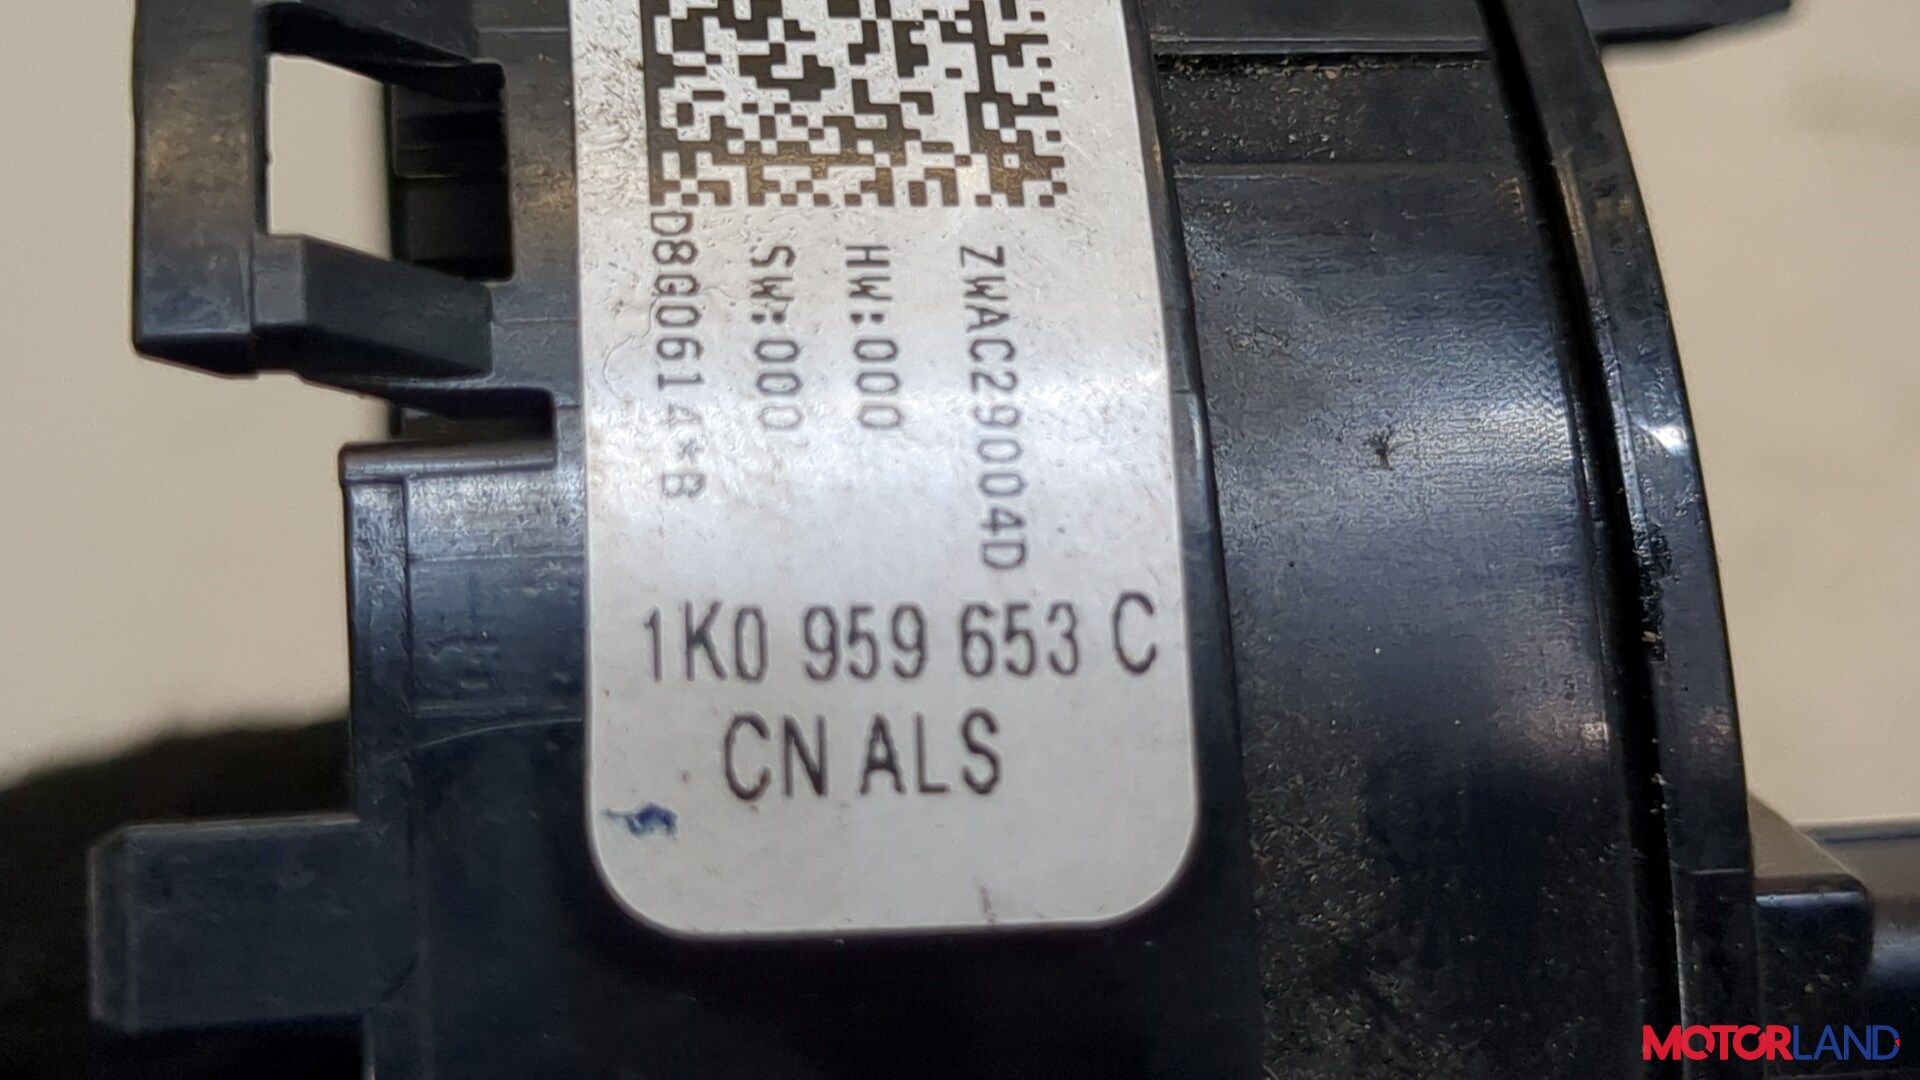 ZWAC29004D
HW:000
SW:000
D8G0614*B
1K0 959 653 C
CN ALS
MOTORLAND